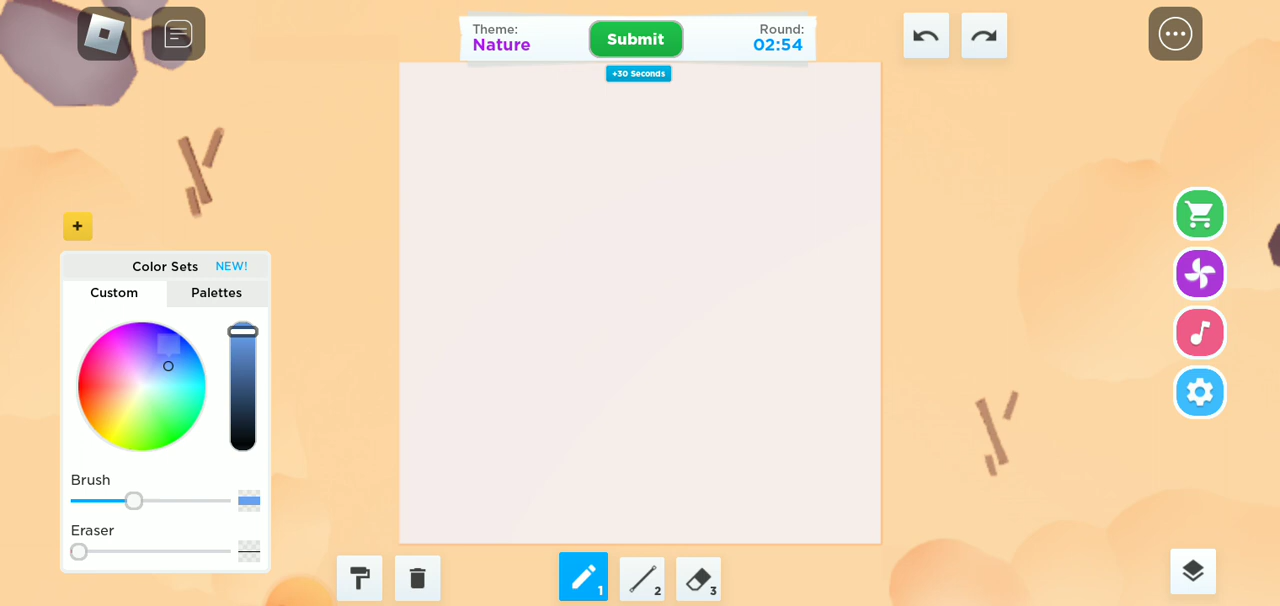 Theme:
Nature
Submit
Round:
02:54
+30 Seconds
+
Color Sets NEW!
Custom Palettes
Brush
Eraser
1
2
3